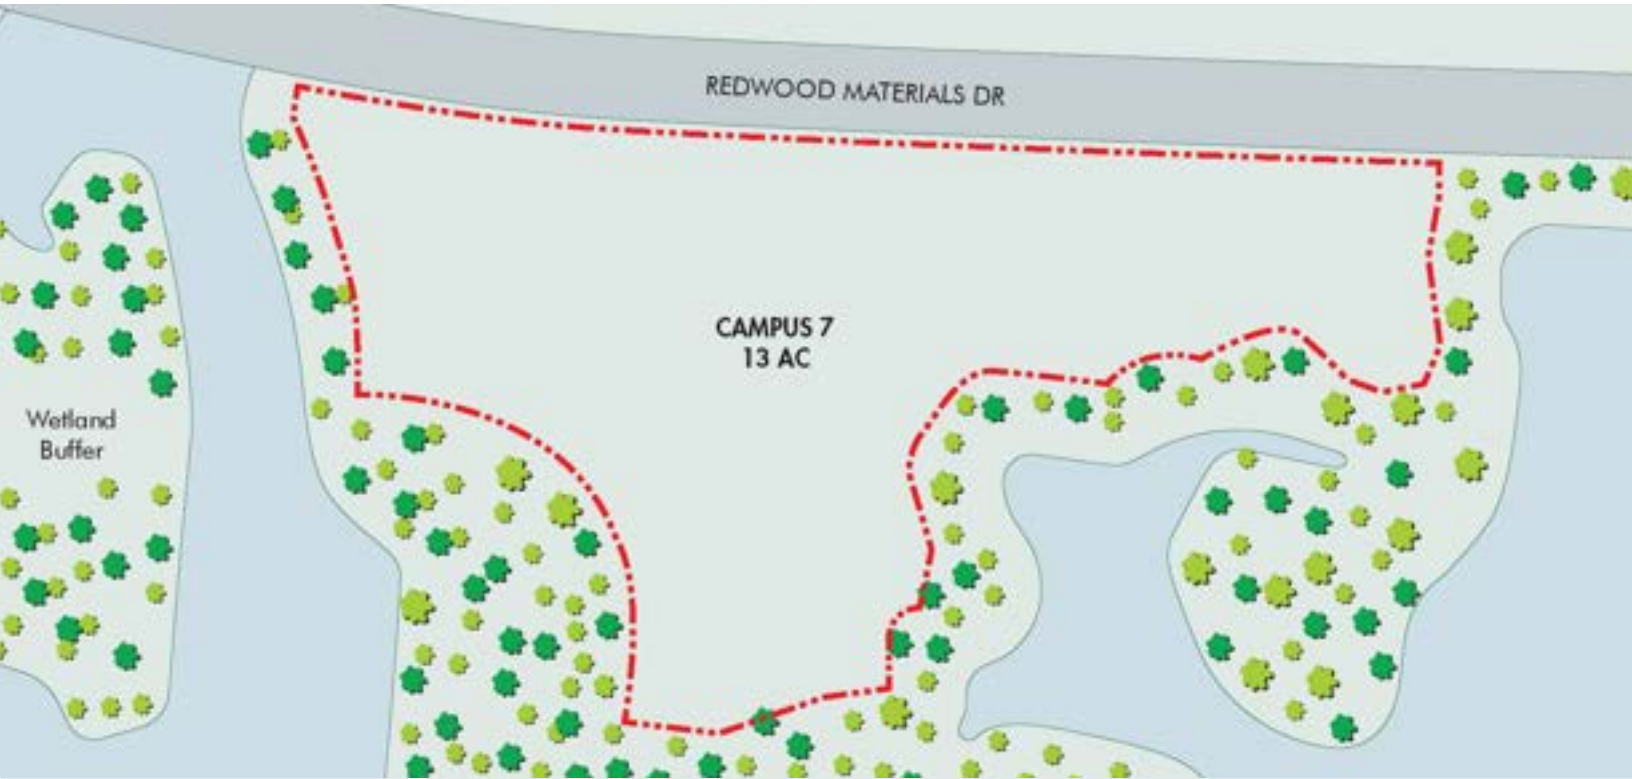 REDWOOD MATERIALS DR
CAMPUS 7
13 AC
Wetland
Buffer